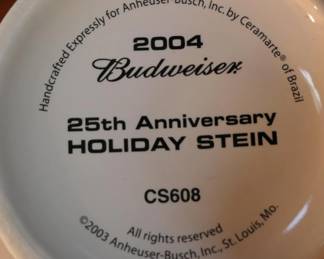 Handcrafted Expressly for Anheuser-Busch, Inc. by Ceramarte® of Brazil
2004
Budweiser
25th Anniversary
HOLIDAY STEIN
CS608
All rights reserved
©2003 Anheuser-Busch, Inc., St. Louis, Mo.